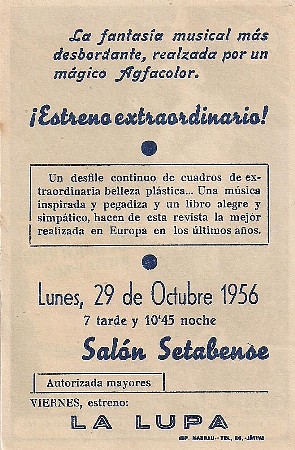 La fantasía musical más
desbordante, realzada por un
mágico Agfacolor.
¡Estreno extraordinario!
Un desfile continuo de cuadros de ex-
traordinaria belleza plástica... Una música
inspirada y pegadiza y un libro alegre y
simpático, hacen de esta revista la mejor
realizada en Europa en los últimos años.
Lunes, 29 de Octubre 1956
7 tarde y 10'45 noche
Salón Setabense
Autorizada mayores
VIERNES, estreno:
LA LUPA